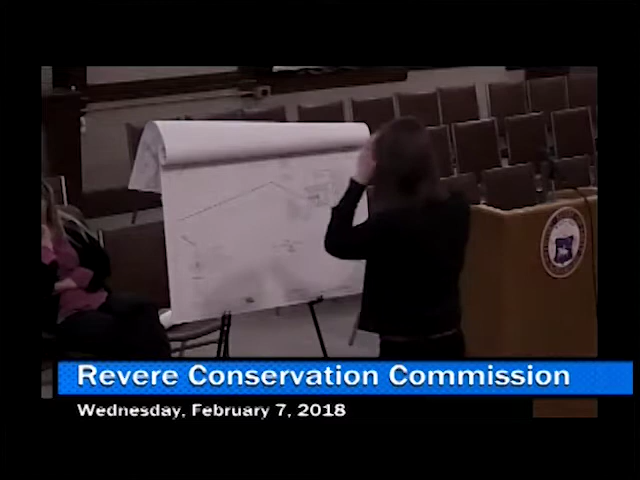 Revere Conservation Commission
Wednesday, February 7, 2018